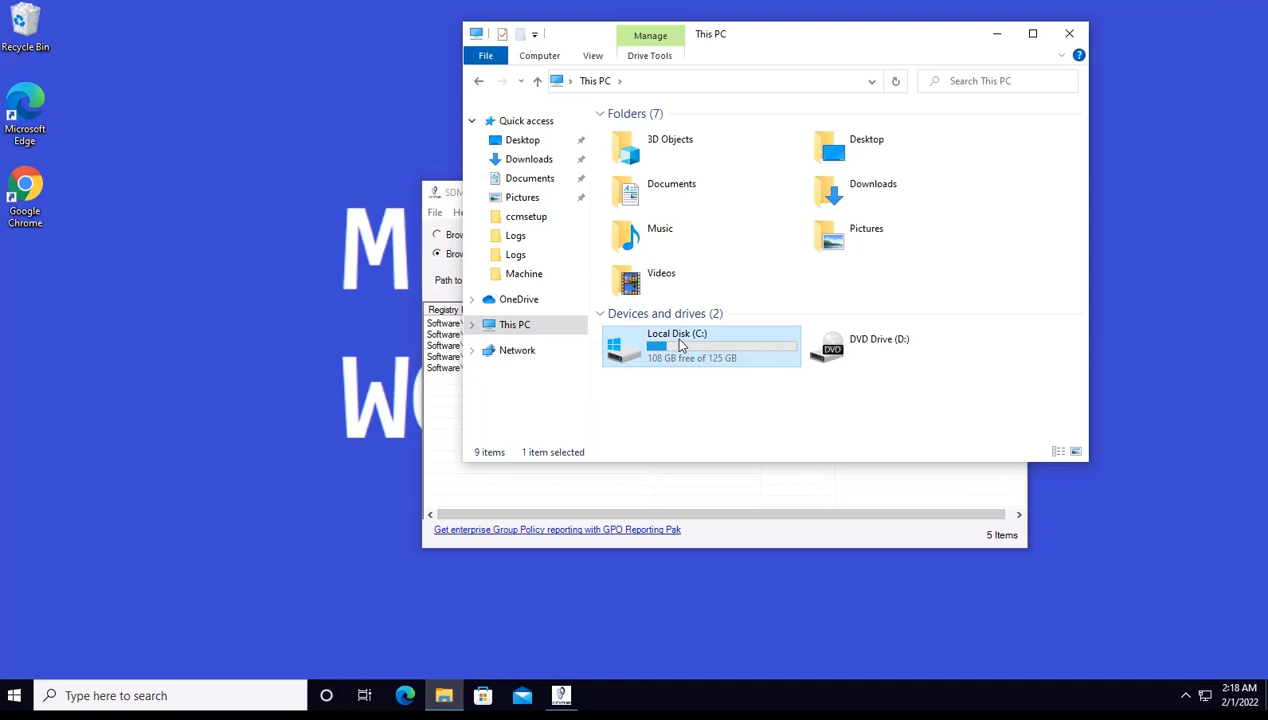 Recycle Bin
Microsoft
Edge
Google
Chrome
M
W
Manage
This PC
File
Computer
View
Drive Tools
This PC
Search This PC
Quick access
Desktop
Downloads
Documents
Pictures
ccmsetup
Logs
Logs
Machine
OneDrive
This PC
Network
Folders (7)
3D Objects
Desktop
Documents
Downloads
Music
Pictures
Videos
Devices and drives (2)
Local Disk (C:)
108 GB free of 125 GB
DVD Drive (D:)
DVD
9 items
1 item selected
SDM
File
Path to
Registry
Software\
Software\
Software\
Software\
Software\
Get enterprise Group Policy reporting with GPO Reporting Pak
5 Items
Type here to search
2:18 AM
2/1/2022